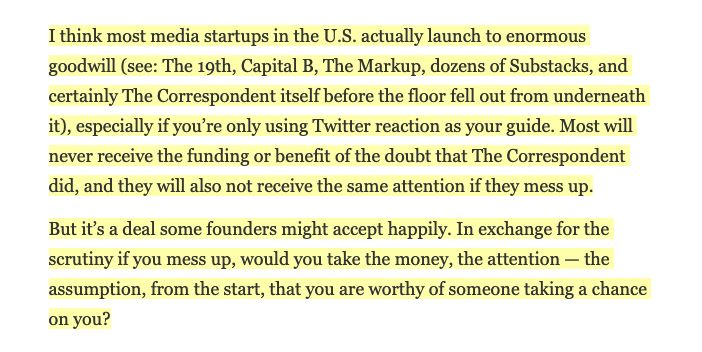 I think most media startups in the U.S. actually launch to enormous
goodwill (see: The 19th, Capital B, The Markup, dozens of Substacks, and
certainly The Correspondent itself before the floor fell out from underneath
it), especially if you’re only using Twitter reaction as your guide. Most will
never receive the funding or benefit of the doubt that The Correspondent
did, and they will also not receive the same attention if they mess up.
But it’s a deal some founders might accept happily. In exchange for the
scrutiny if you mess up, would you take the money, the attention — the
assumption, from the start, that you are worthy of someone taking a chance
on you?